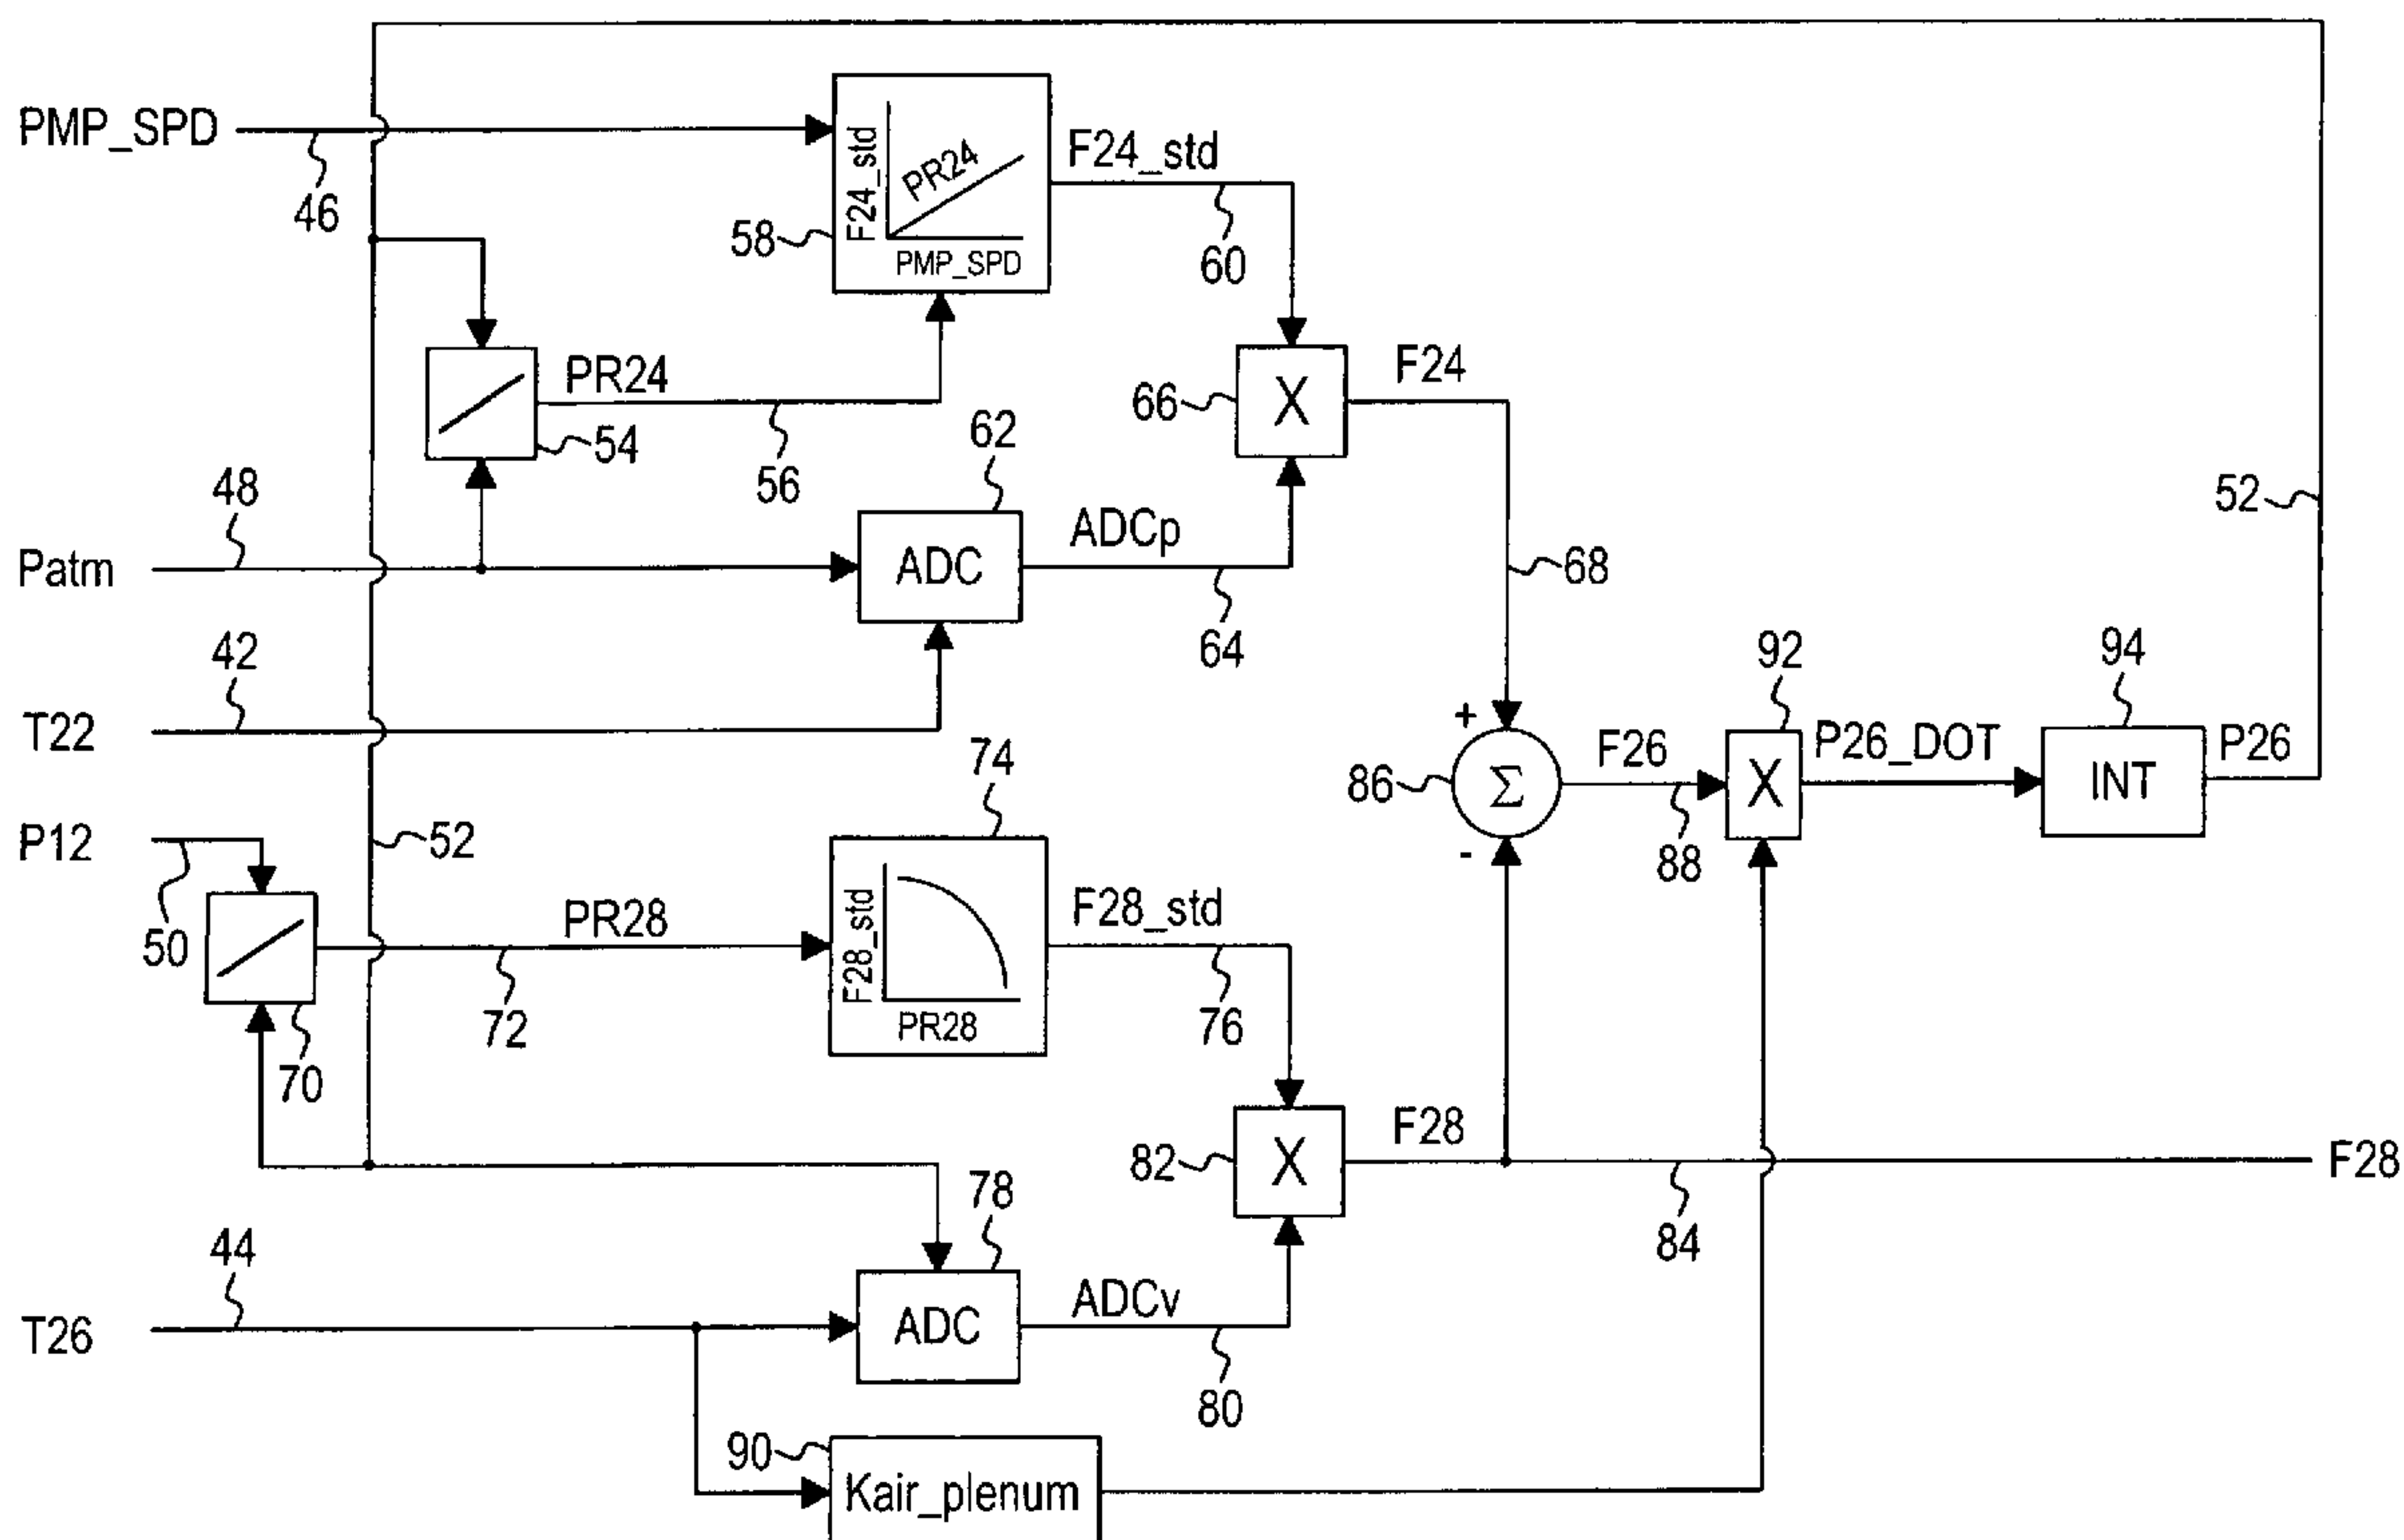 PMP_SPD
46
F24_std
PR24
PMP_SPD
58
F24_std
60
PR24
54
56
62
66
X
F24
48
Patm
ADC
ADCp
64
68
52
42
T22
92
94
+
86
Σ
-
F26
88
X
P26_DOT
INT
P26
P12
50
52
74
70
PR28
72
F28_std
PR28
F28_std
76
82
X
F28
84
F28
44
T26
78
ADC
ADCv
80
90
Kair_plenum